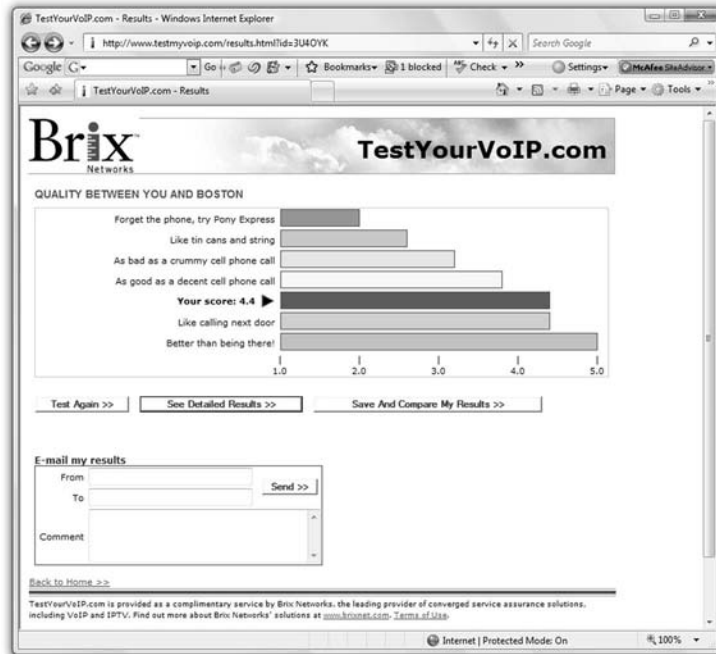 TestYourVoIP.com - Results - Windows Internet Explorer
http://www.testmyvoip.com/results.html?id=3U4OYK
Search Google
Google G
Go
Bookmarks
1 blocked
Check
Settings
McAfee SiteAdvisor
TestYourVoIP.com - Results
Page
Tools
Brix
Networks
TestYourVoIP.com
QUALITY BETWEEN YOU AND BOSTON
Forget the phone, try Pony Express
Like tin cans and string
As bad as a crummy cell phone call
As good as a decent cell phone call
Your score: 4.4
Like calling next door
Better than being there!
1.0 2.0 3.0 4.0 5.0
Test Again >>
See Detailed Results >>
Save And Compare My Results >>
E-mail my results
From
Send >>
To
Comment
Back to Home >>
TestYourVoIP.com is provided as a complimentary service by Brix Networks, the leading provider of converged service assurance solutions,
including VoIP and IPTV. Find out more about Brix Networks' solutions at www.brixnet.com. Terms of Use.
Internet | Protected Mode: On
100%